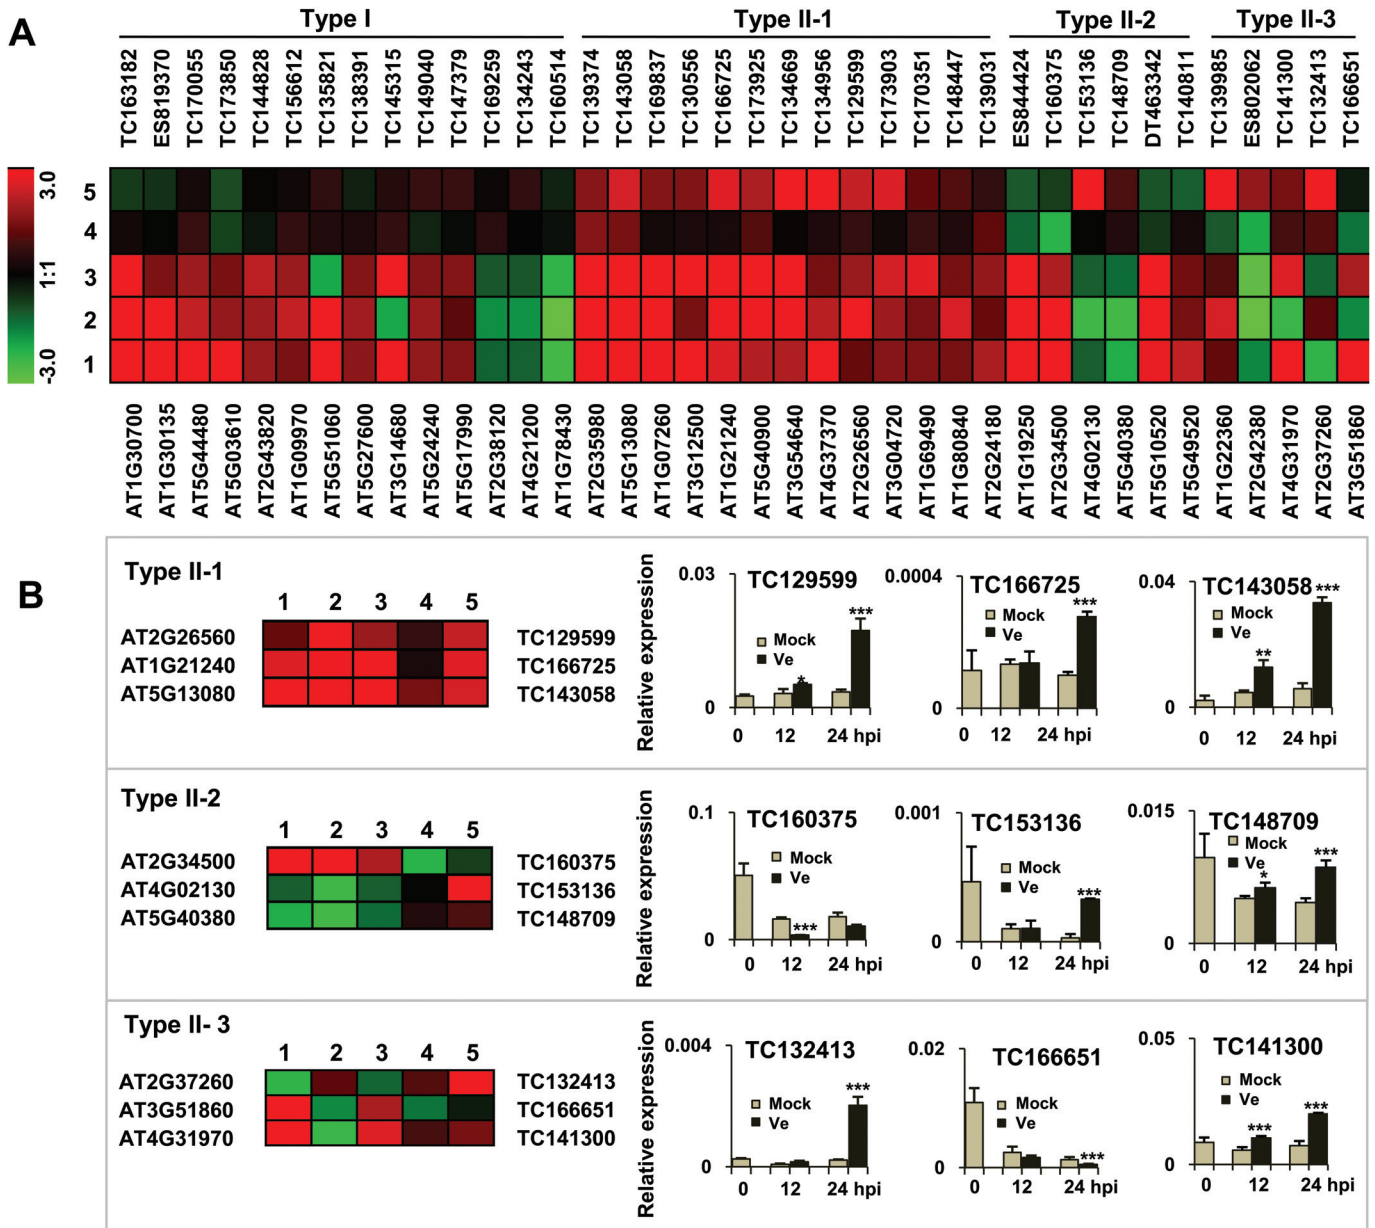 A
Type I
Type II-1
Type II-2
Type II-3
TC163182
ES819370
TC170055
TC173850
TC144828
TC156612
TC135821
TC138391
TC145315
TC149040
TC147379
TC169259
TC134243
TC160514
TC139374
TC143058
TC169837
TC130556
TC166725
TC173925
TC134669
TC134956
TC129599
TC173903
TC170351
TC148447
TC139031
ES844424
TC160375
TC153136
TC148709
DT463342
TC140811
TC139985
ES802062
TC141300
TC132413
TC166651
3.0
1:1
-3.0
5
4
3
2
1
AT1G30700
AT1G30135
AT5G44480
AT5G03610
AT2G43820
AT1G09970
AT5G51060
AT5G27600
AT3G14680
AT5G24240
AT5G17990
AT2G38120
AT4G21200
AT1G78430
AT2G35980
AT5G13080
AT1G07260
AT3G12500
AT1G21240
AT5G40900
AT3G54640
AT4G37370
AT2G26560
AT3G04720
AT1G69490
AT1G80840
AT2G24180
AT1G19250
AT2G34500
AT4G02130
AT5G40380
AT5G10520
AT5G49520
AT1G22360
AT2G42380
AT4G31970
AT2G37260
AT3G51860
B
Type II-1
1 2 3 4 5
AT2G26560 TC129599
AT1G21240 TC166725
AT5G13080 TC143058
Relative expression
0.03
TC129599
Mock
Ve
*
***
0
0 12 24 hpi
0.0004
TC166725
Mock
Ve
***
0
0 12 24 hpi
0.04
TC143058
Mock
Ve
**
***
0
0 12 24 hpi
Type II-2
1 2 3 4 5
AT2G34500 TC160375
AT4G02130 TC153136
AT5G40380 TC148709
Relative expression
0.1
TC160375
Mock
Ve
***
0
0 12 24 hpi
0.001
TC153136
Mock
Ve
***
0
0 12 24 hpi
0.015
TC148709
Mock
Ve
*
***
0
0 12 24 hpi
Type II- 3
1 2 3 4 5
AT2G37260 TC132413
AT3G51860 TC166651
AT4G31970 TC141300
Relative expression
0.004
TC132413
Mock
Ve
***
0
0 12 24 hpi
0.02
TC166651
Mock
Ve
***
0
0 12 24 hpi
0.05
TC141300
Mock
Ve
***
***
0
0 12 24 hpi